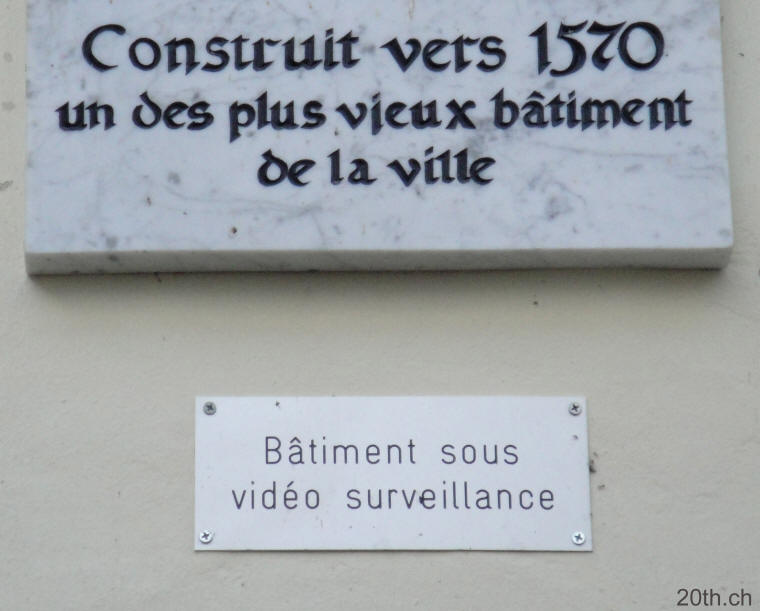 Construit vers 1570
un des plus vieux bâtiment
de la ville
Bâtiment sous
vidéo surveillance
20th.ch